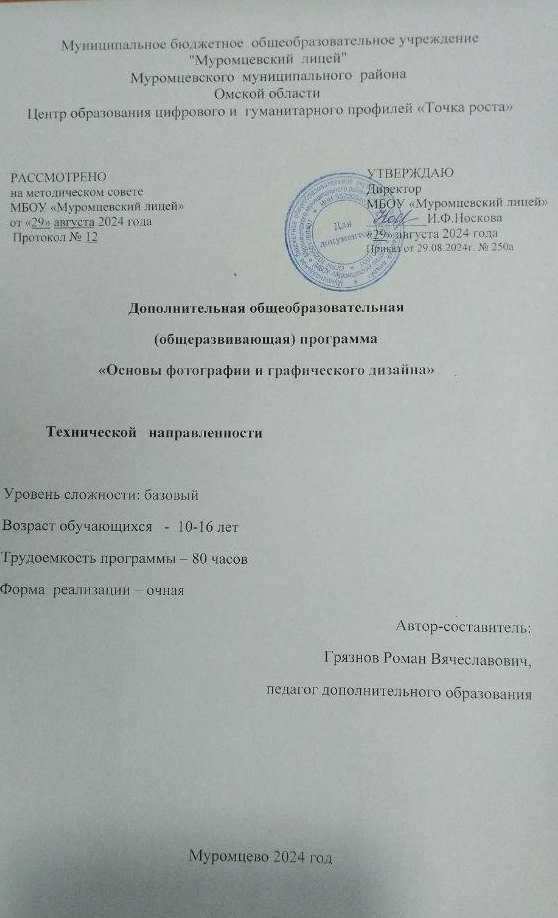 Муниципальное бюджетное общеобразовательное учреждение
"Муромцевский лицей"
Муромцевского муниципального района
Омской области
Центр образования цифрового и гуманитарного профилей «Точка роста»
РАССМОТРЕНО
на методическом совете
МБОУ «Муромцевский лицей»
от «29» августа 2024 года
Протокол № 12
УТВЕРЖДАЮ
Директор
МБОУ «Муромцевский лицей»
И.Ф.Носкова
«29» августа 2024 года
Приказ от 29.08.2024г. № 250а
Для
документов
Дополнительная общеобразовательная
(общеразвивающая) программа
«Основы фотографии и графического дизайна»
Технической направленности
Уровень сложности: базовый
Возраст обучающихся - 10-16 лет
Трудоемкость программы – 80 часов
Форма реализации – очная
Автор-составитель:
Грязнов Роман Вячеславович,
педагог дополнительного образования
Муромцево 2024 год